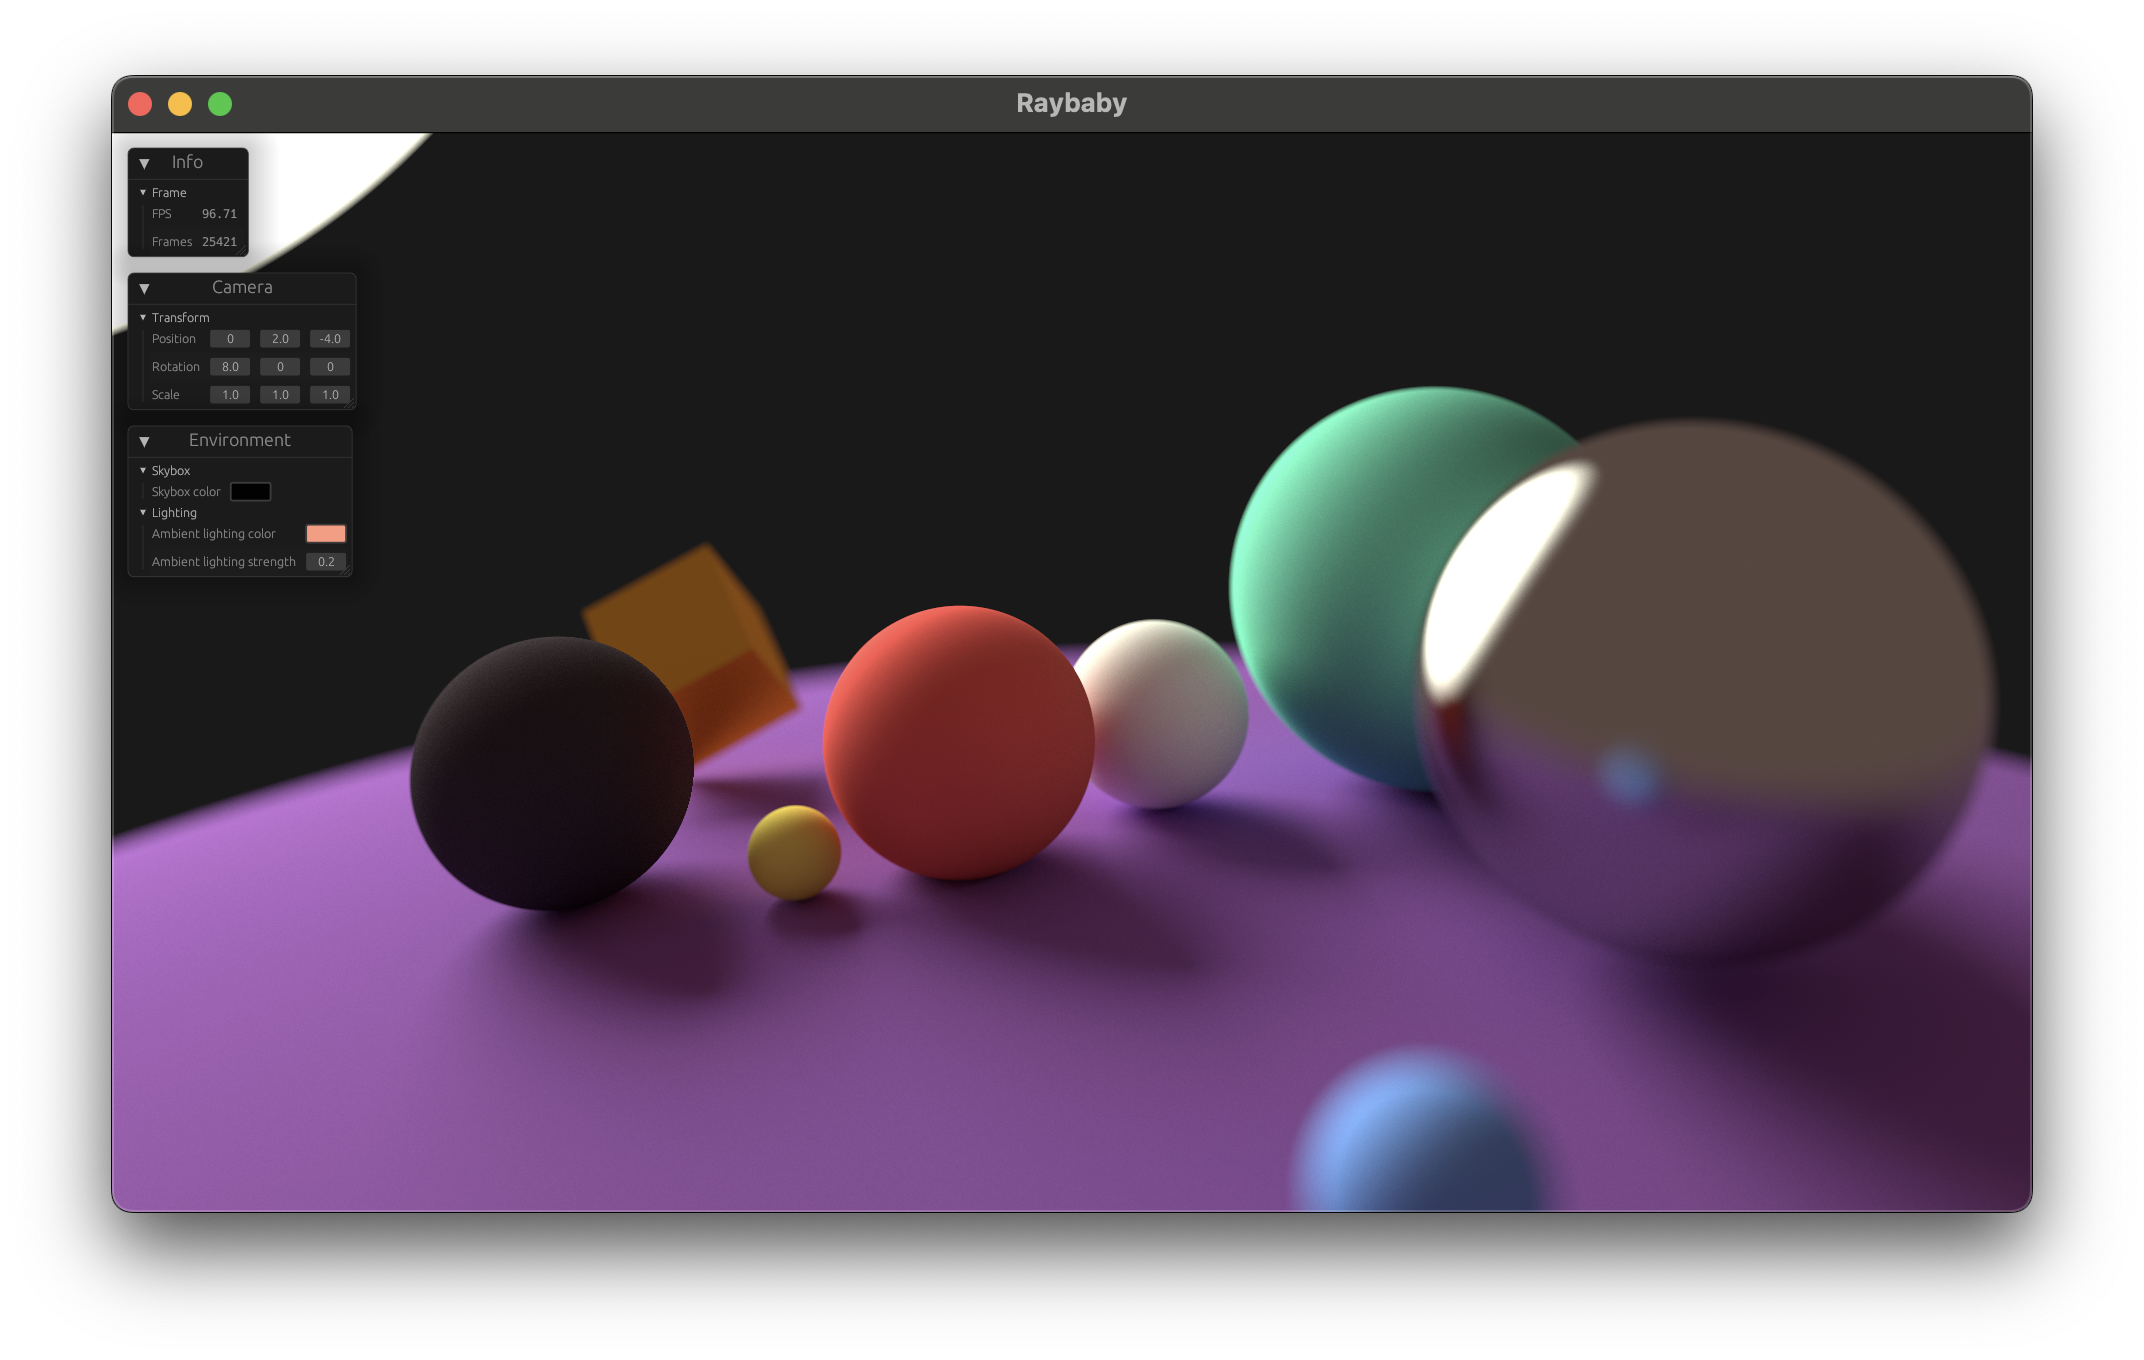 Raybaby
Info
Frame
FPS 96.71
Frames 25421
Camera
Transform
Position 0 2.0 -4.0
Rotation 8.0 0 0
Scale 1.0 1.0 1.0
Environment
Skybox
Skybox color
Lighting
Ambient lighting color
Ambient lighting strength 0.2